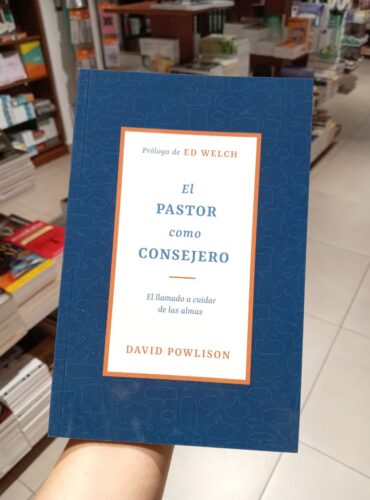 Prólogo de ED WELCH
El
PASTOR
como
CONSEJERO
El llamado a cuidar
de las almas
DAVID POWLISON